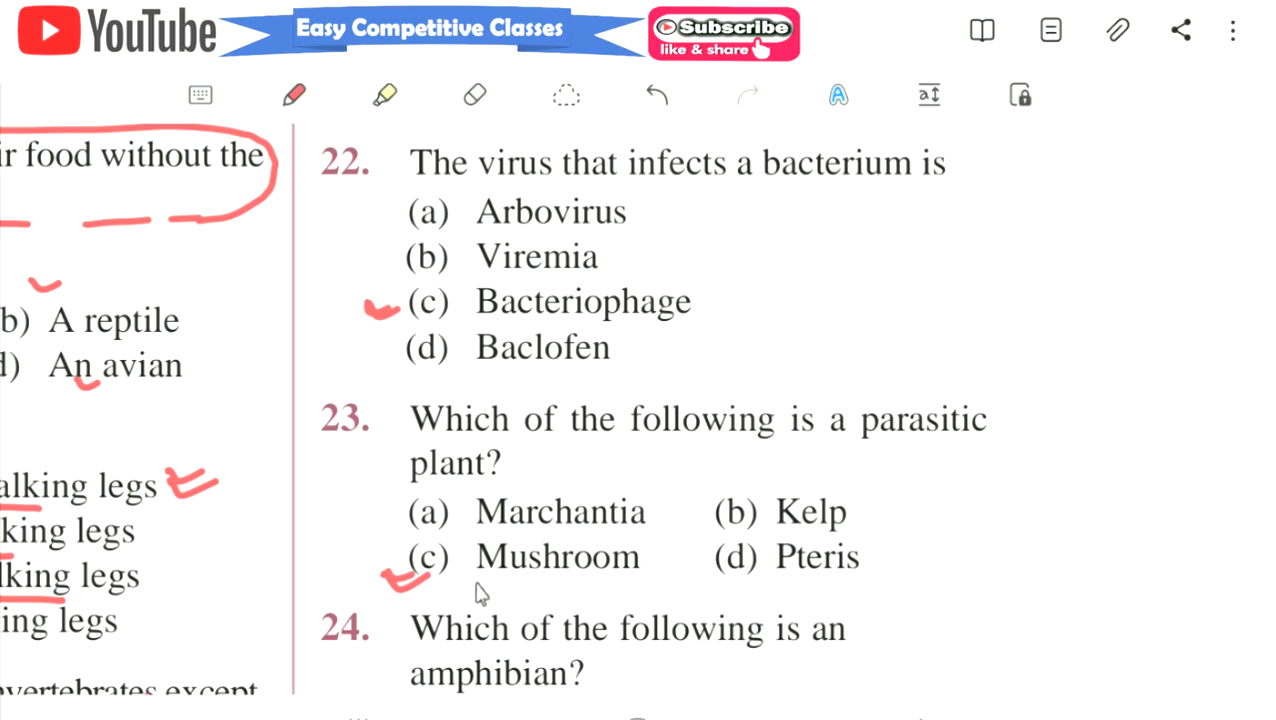 YouTube
Easy Competitive Classes
Subscribe
like & share
ir food without the
b) A reptile
d) An avian
alking legs
king legs
lking legs
ing legs
nvertebrates except
22. The virus that infects a bacterium is
(a) Arbovirus
(b) Viremia
(c) Bacteriophage
(d) Baclofen
23. Which of the following is a parasitic
plant?
(a) Marchantia (b) Kelp
(c) Mushroom (d) Pteris
24. Which of the following is an
amphibian?